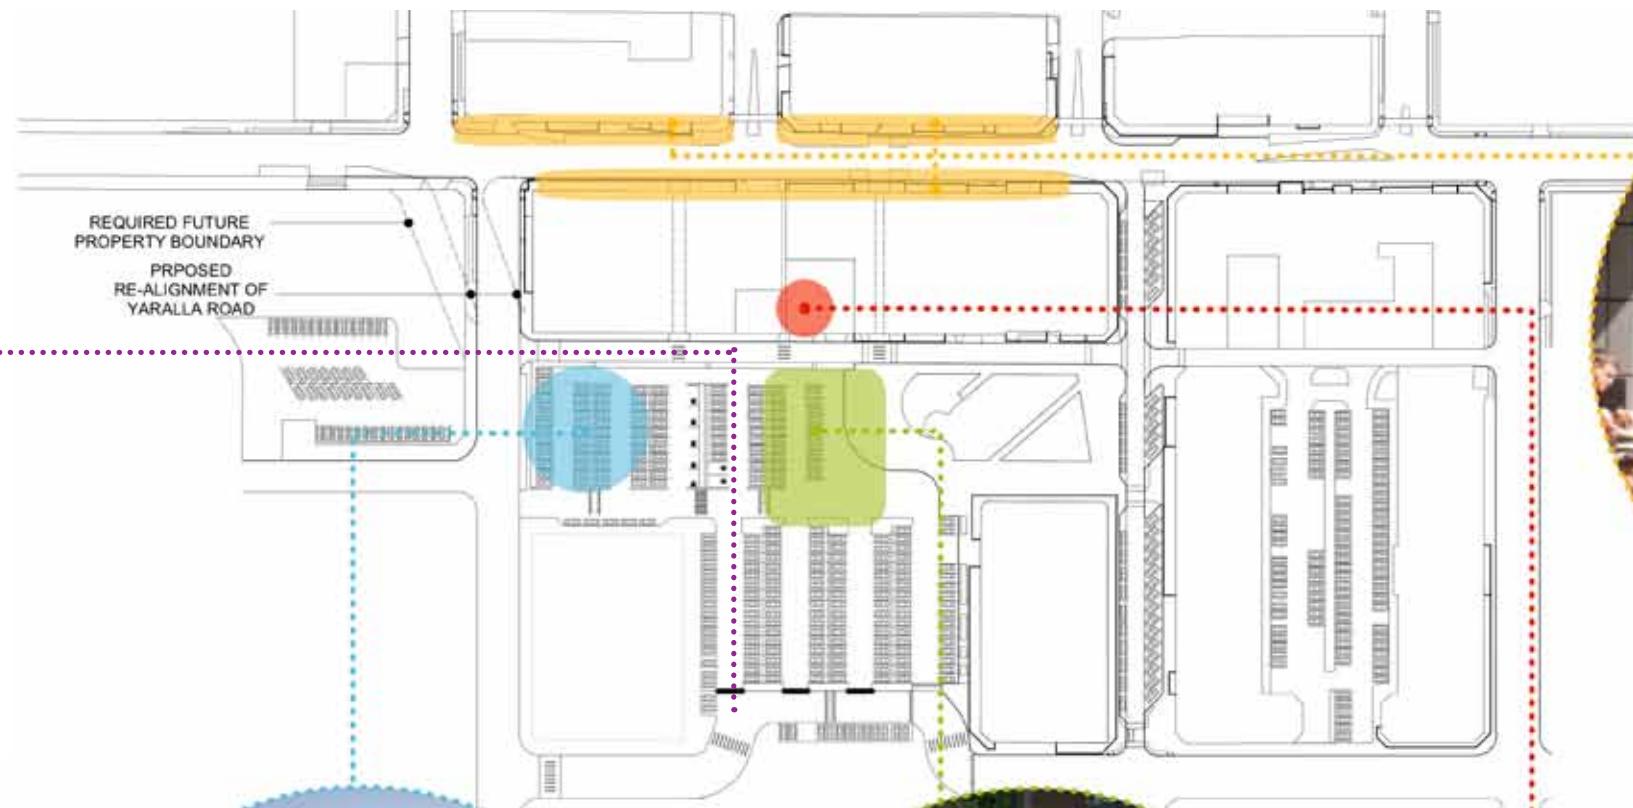 REQUIRED FUTURE
PROPERTY BOUNDARY
PRPOSED
RE-ALIGNMENT OF
YARALLA ROAD